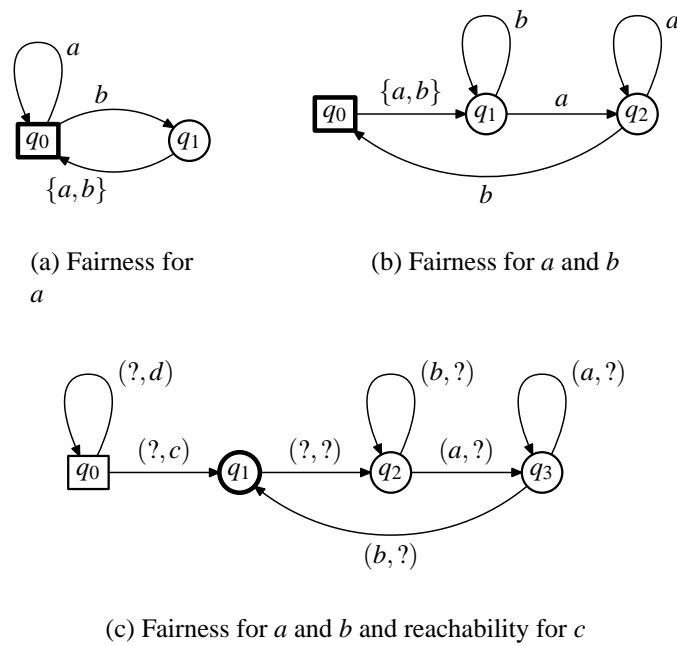 a
b
q0
q1
{a,b}
(a) Fairness for
a
b
a
{a,b}
a
q0
q1
q2
b
(b) Fairness for a and b
(?,d)
(b,?)
(a,?)
(?,c)
(?,?)
(a,?)
q0
q1
q2
q3
(b,?)
(c) Fairness for a and b and reachability for c